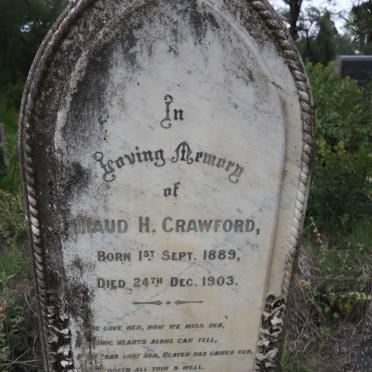 In
Loving Memory
of
MAUD H. CRAWFORD,
BORN 1ST SEPT. 1889,
DIED 24TH DEC. 1903.
LOVE HER, HOW WE MISS HER,
HEARTS ALONE CAN TELL,
HAS LOST HER, HEAVEN HAS GAINED HER,
ALL THIS WELL.